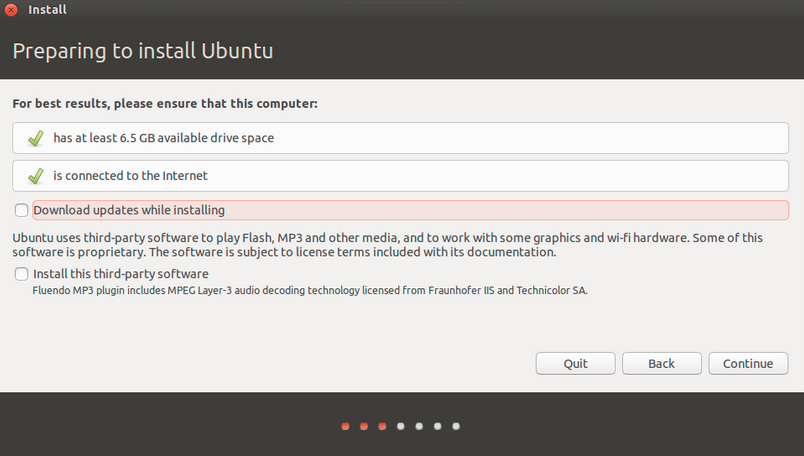 Install
Preparing to install Ubuntu
For best results, please ensure that this computer:
has at least 6.5 GB available drive space
is connected to the Internet
Download updates while installing
Ubuntu uses third-party software to play Flash, MP3 and other media, and to work with some graphics and wi-fi hardware. Some of this
software is proprietary. The software is subject to license terms included with its documentation.
Install this third-party software
Fluendo MP3 plugin includes MPEG Layer-3 audio decoding technology licensed from Fraunhofer IIS and Technicolor SA.
Quit Back Continue